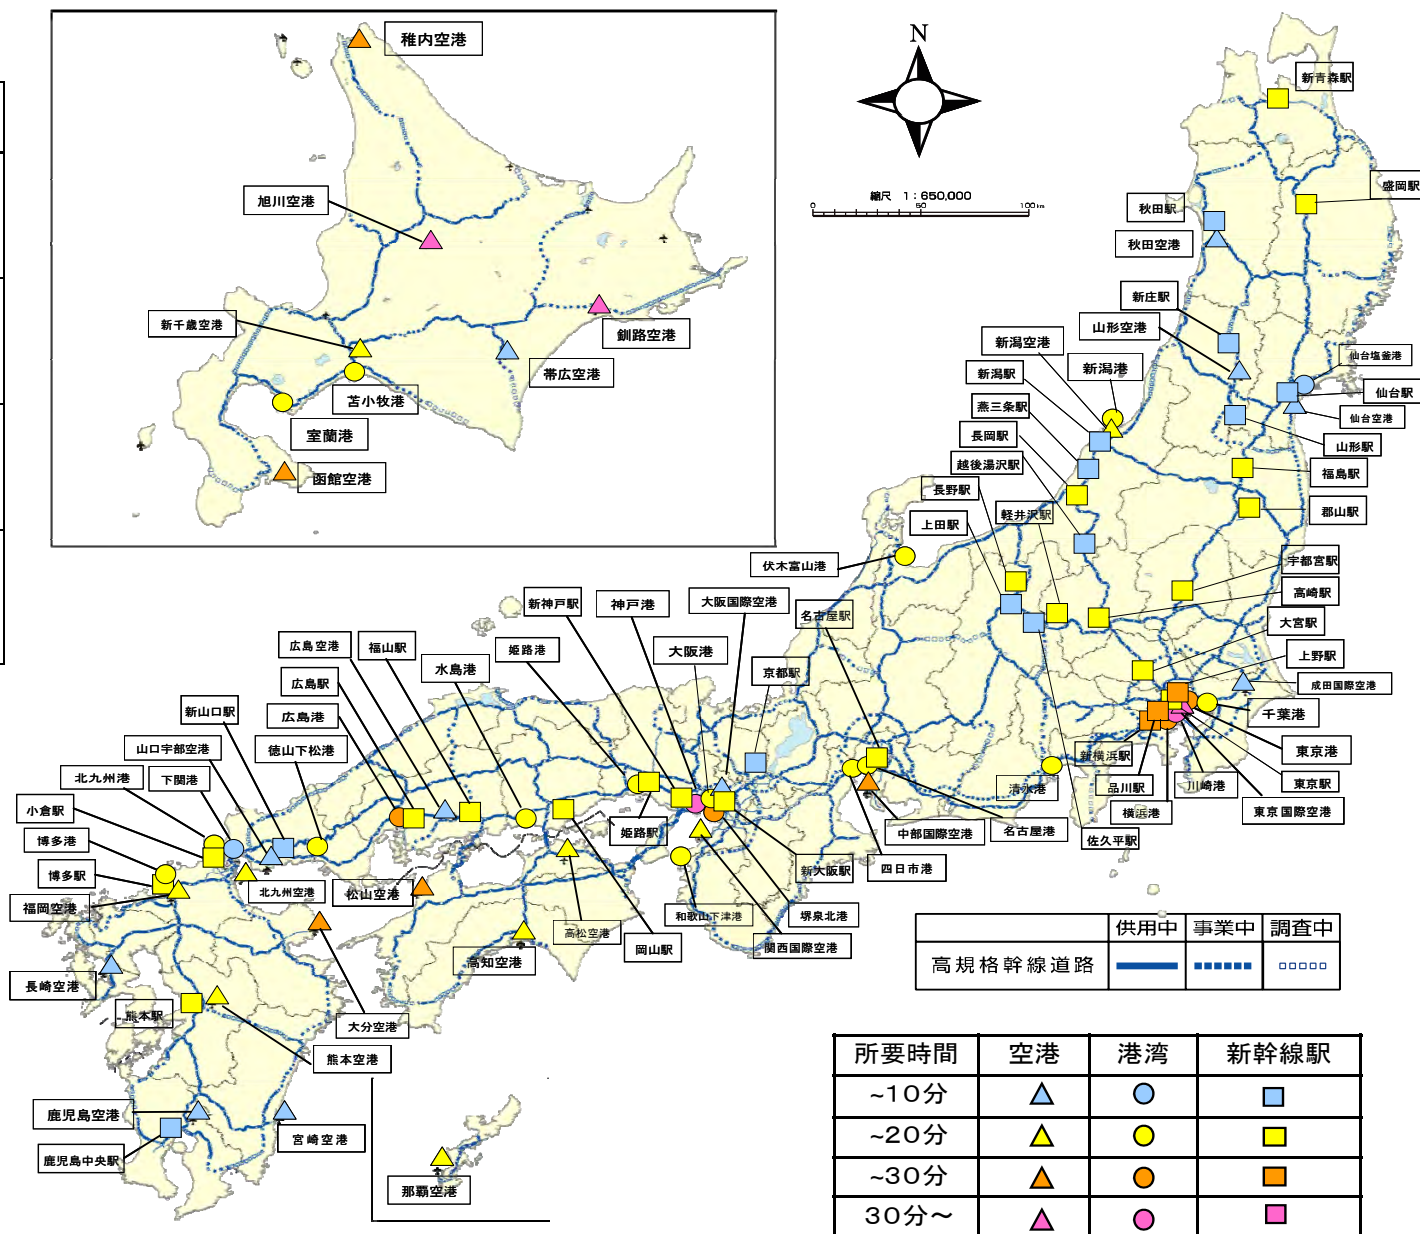 稚内空港
旭川空港
新千歳空港
釧路空港
帯広空港
苫小牧港
室蘭港
函館空港
N
縮尺 1：650,000
0 50 100 km
新青森駅
盛岡駅
秋田駅
秋田空港
新庄駅
山形空港
新潟空港
新潟駅
新潟港
燕三条駅
長岡駅
越後湯沢駅
長野駅
軽井沢駅
上田駅
仙台塩釜港
仙台駅
仙台空港
山形駅
福島駅
郡山駅
宇都宮駅
高崎駅
大宮駅
上野駅
成田国際空港
千葉港
東京港
東京駅
東京国際空港
川崎港
新横浜駅
品川駅
横浜港
佐久平駅
清水港
伏木富山港
名古屋駅
大阪国際空港
神戸港
新神戸駅
大阪港
京都駅
姫路港
水島港
福山駅
広島空港
広島駅
広島港
徳山下松港
新山口駅
山口宇部空港
下関港
北九州港
小倉駅
博多港
博多駅
福岡空港
北九州空港
松山空港
姫路駅
高松空港
岡山駅
高知空港
和歌山下津港
関西国際空港
堺泉北港
新大阪駅
四日市港
中部国際空港
名古屋港
長崎空港
熊本駅
大分空港
熊本空港
鹿児島空港
宮崎空港
鹿児島中央駅
那覇空港
供用中 事業中 調査中
高規格幹線道路
所要時間 空港 港湾 新幹線駅
~10分
~20分
~30分
30分～